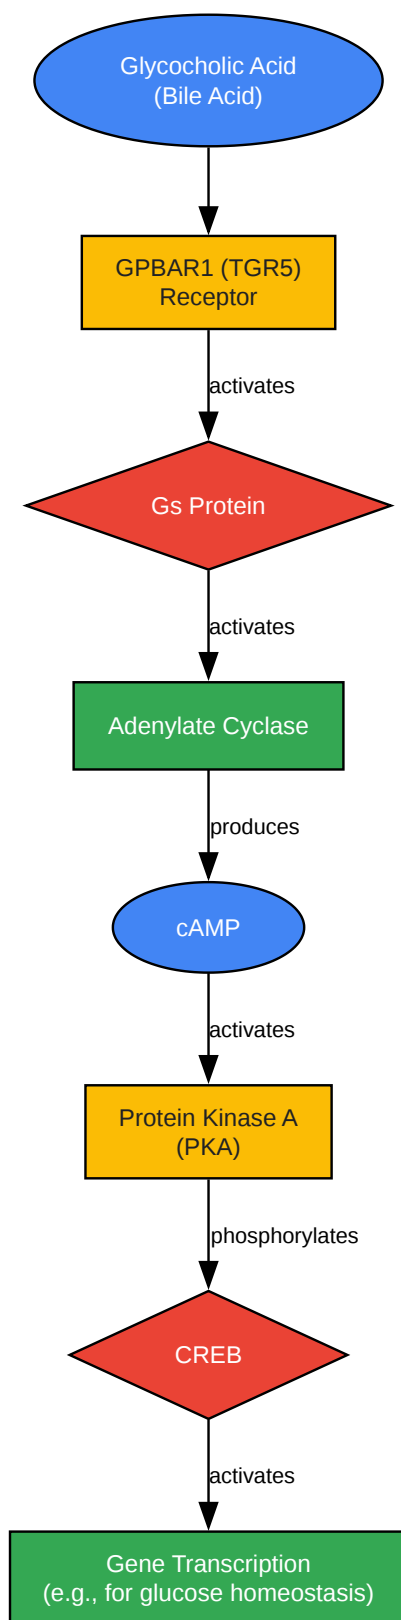 Glycocholic Acid
(Bile Acid)
GPBAR1 (TGR5)
Receptor
activates
Gs Protein
activates
Adenylate Cyclase
produces
cAMP
activates
Protein Kinase A
(PKA)
phosphorylates
CREB
activates
Gene Transcription
(e.g., for glucose homeostasis)